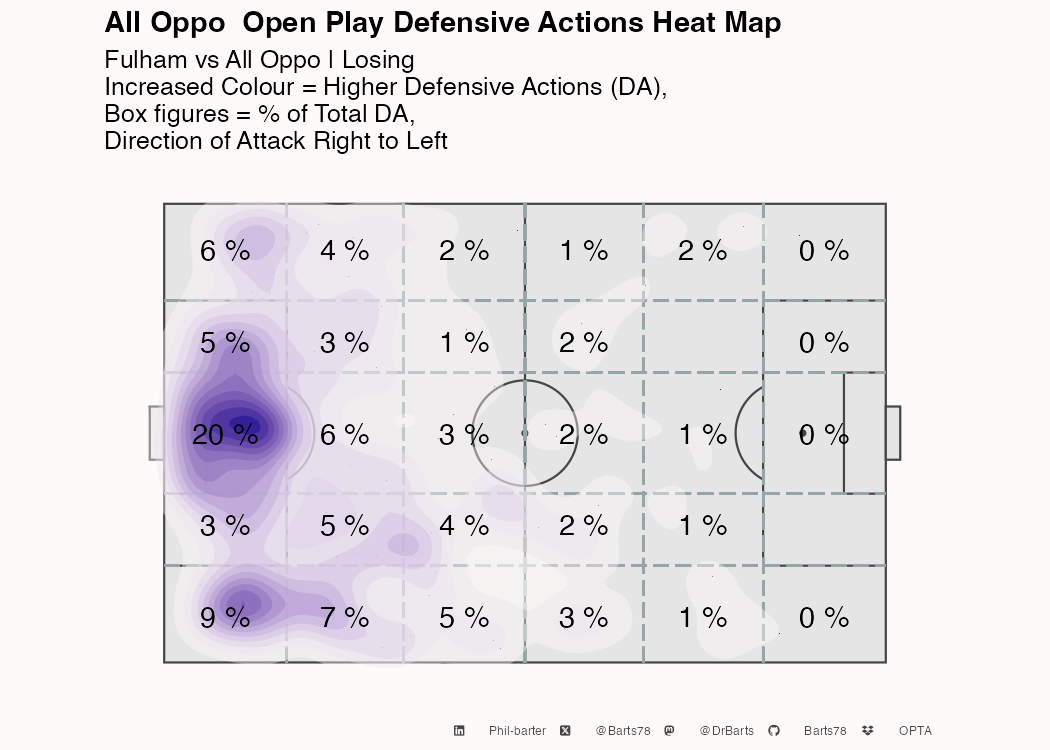 All Oppo  Open Play Defensive Actions Heat Map
Fulham vs All Oppo | Losing
Increased Colour = Higher Defensive Actions (DA),
Box figures = % of Total DA,
Direction of Attack Right to Left
6 % 4 % 2 % 1 % 2 % 0 %
5 % 3 % 1 % 2 % 0 %
20 % 6 % 3 % 2 % 1 % 0 %
3 % 5 % 4 % 2 % 1 %
9 % 7 % 5 % 3 % 1 % 0 %
Phil-barter @Barts78 @DrBarts Barts78 OPTA